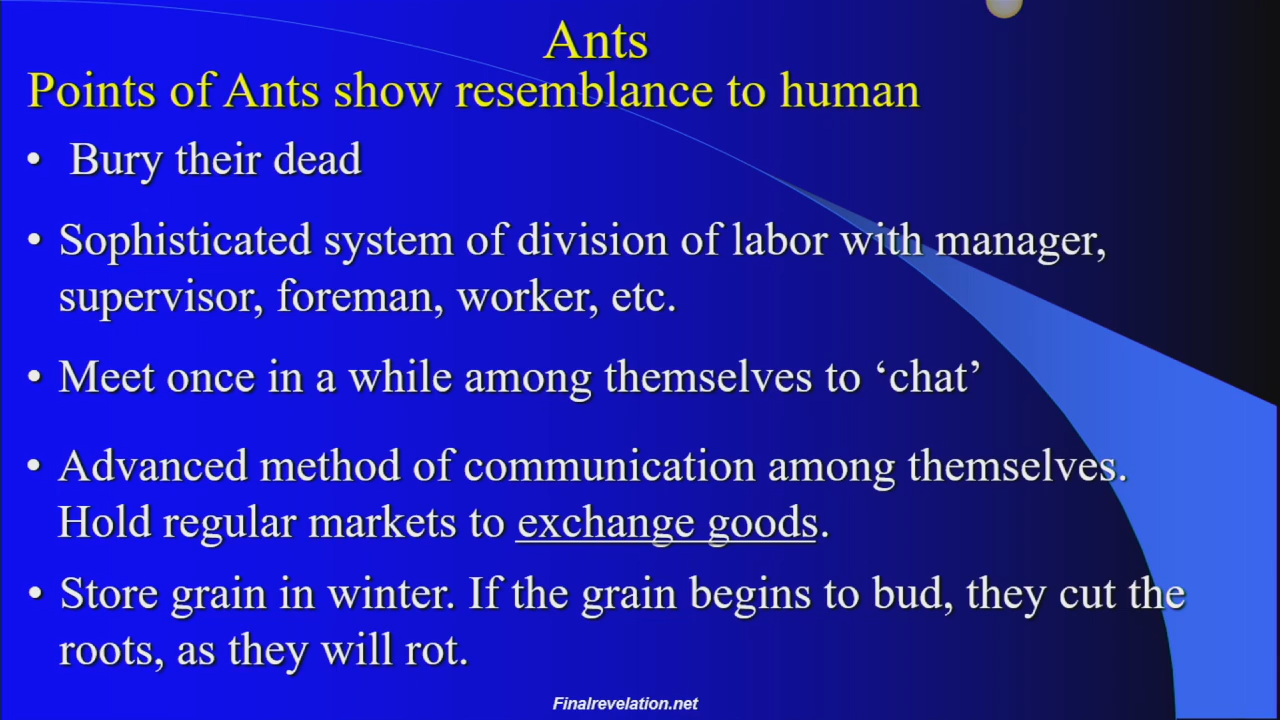 Ants
Points of Ants show resemblance to human
• Bury their dead
• Sophisticated system of division of labor with manager,
supervisor, foreman, worker, etc.
• Meet once in a while among themselves to ‘chat’
• Advanced method of communication among themselves.
Hold regular markets to exchange goods.
• Store grain in winter. If the grain begins to bud, they cut the
roots, as they will rot.
Finalrevelation.net